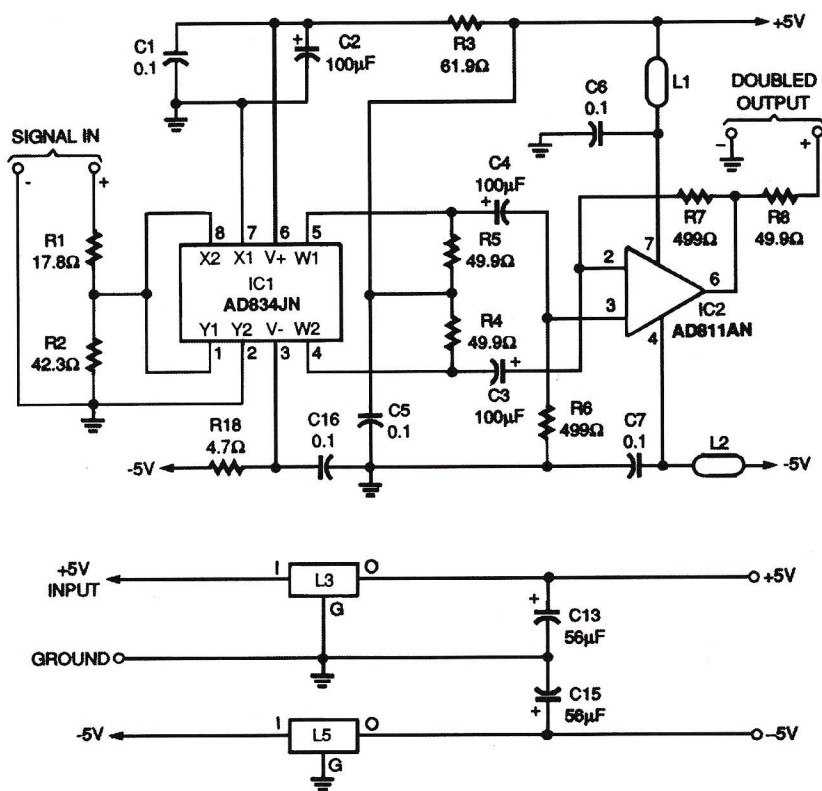 +5V
C1
0.1
C2
100µF
+
R3
61.9Ω
L1
C6
0.1
DOUBLED
OUTPUT
-
+
SIGNAL IN
-
+
C4
100µF
+
R7
499Ω
R8
49.9Ω
R1
17.8Ω
8 7 6 5
X2 X1 V+ W1
IC1
AD834JN
Y1 Y2 V- W2
1 2 3 4
R5
49.9Ω
R4
49.9Ω
2
3
7
6
4
IC2
AD811AN
R2
42.3Ω
C3
100µF
+
R18
4.7Ω
C16
0.1
C5
0.1
R6
499Ω
C7
0.1
L2
-5V
-5V
+5V
INPUT
I
L3
O
G
+5V
+
C13
56µF
GROUND
C15
56µF
+
-5V
I
L5
O
G
–5V